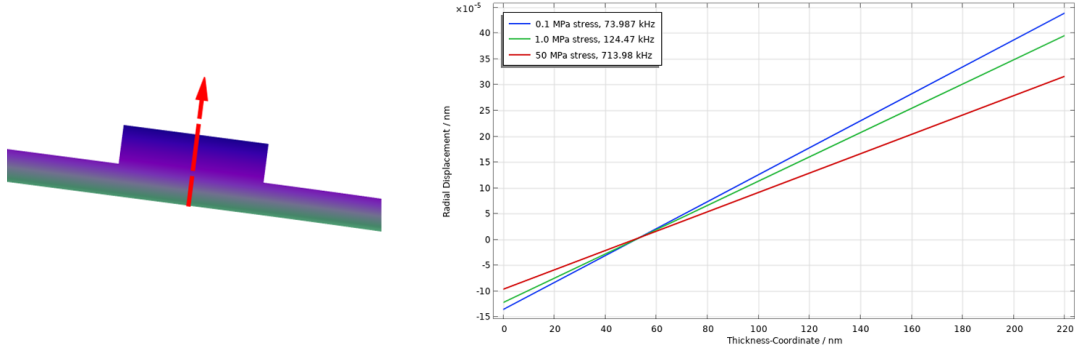 ×10⁻⁵
0.1 MPa stress, 73.987 kHz
1.0 MPa stress, 124.47 kHz
50 MPa stress, 713.98 kHz
40
35
30
25
20
15
10
5
0
-5
-10
-15
Radial Displacement / nm
0 20 40 60 80 100 120 140 160 180 200 220
Thickness-Coordinate / nm